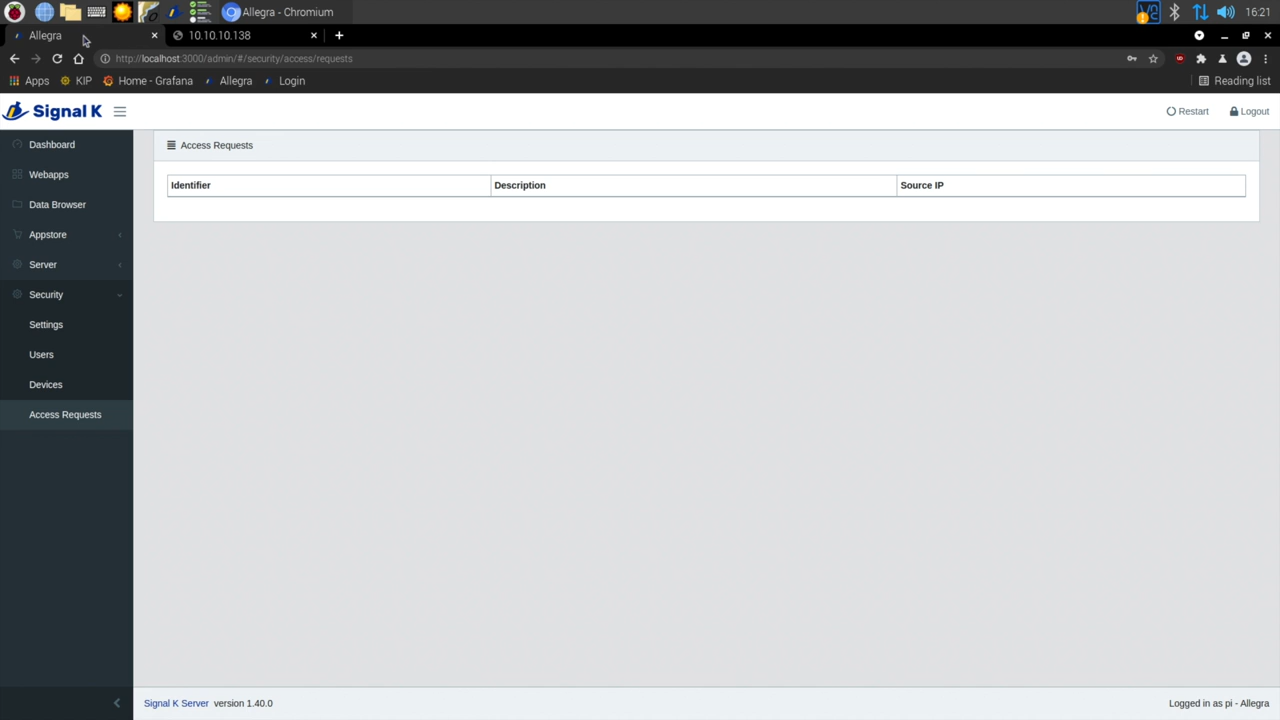 Allegra - Chromium
16:21
Allegra
10.10.10.138
http://localhost:3000/admin/#/security/access/requests
Apps
KIP
Home - Grafana
Allegra
Login
Reading list
Signal K
Restart
Logout
Dashboard
Webapps
Data Browser
Appstore
Server
Security
Settings
Users
Devices
Access Requests
Access Requests
Identifier
Description
Source IP
Signal K Server version 1.40.0
Logged in as pi - Allegra